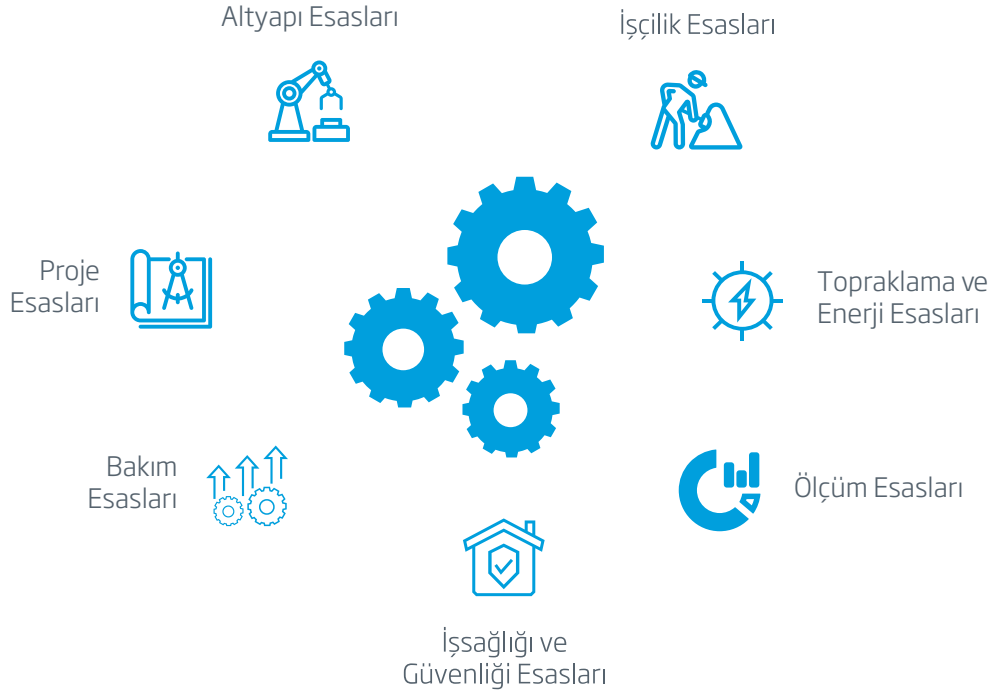 Altyapı Esasları
İşçilik Esasları
Proje
Esasları
Topraklama ve
Enerji Esasları
Bakım
Esasları
Ölçüm Esasları
İşsağlığı ve
Güvenliği Esasları